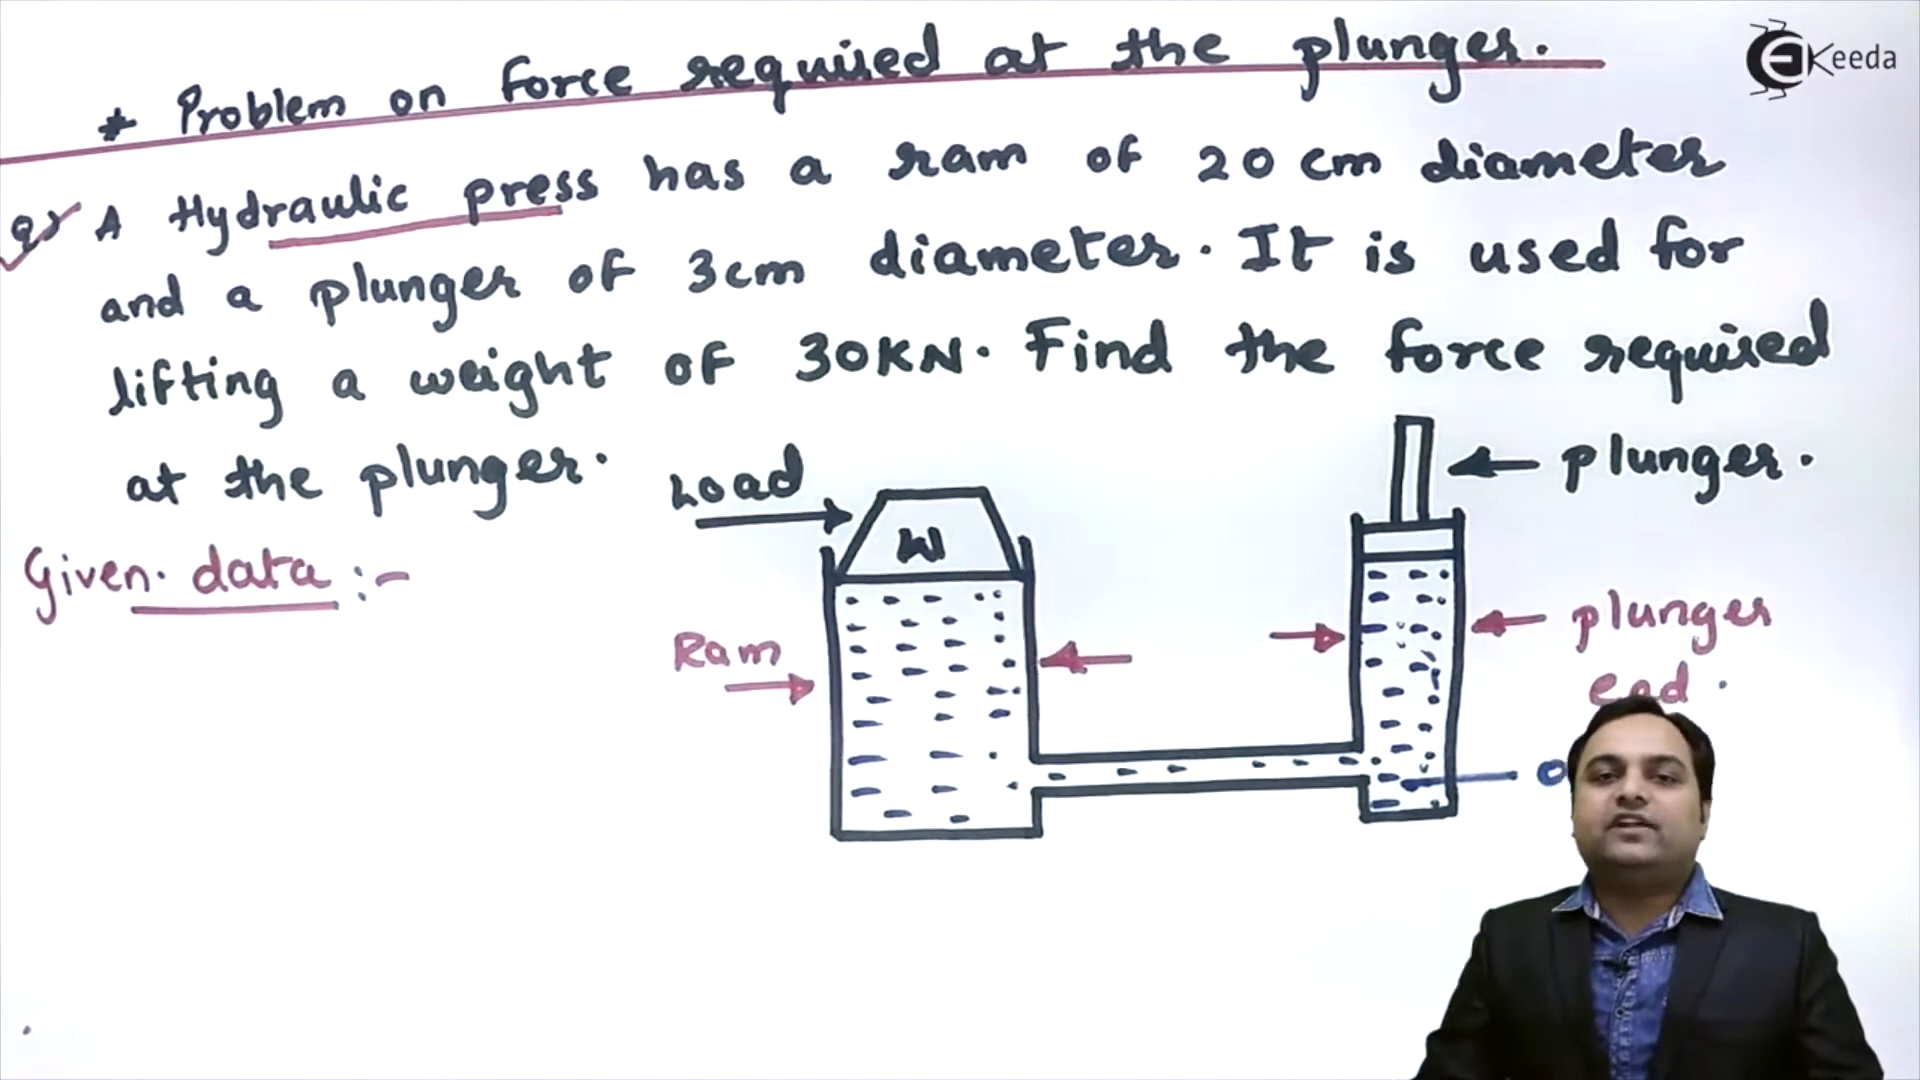 * Problem on force required at the plunger.
Keeda
Q> A Hydraulic press has a ram of 20 cm diameter
and a plunger of 3cm diameter. It is used for
lifting a weight of 30KN. Find the force required
at the plunger.
Load
plunger.
W
Given data :-
Ram
plunger
end.